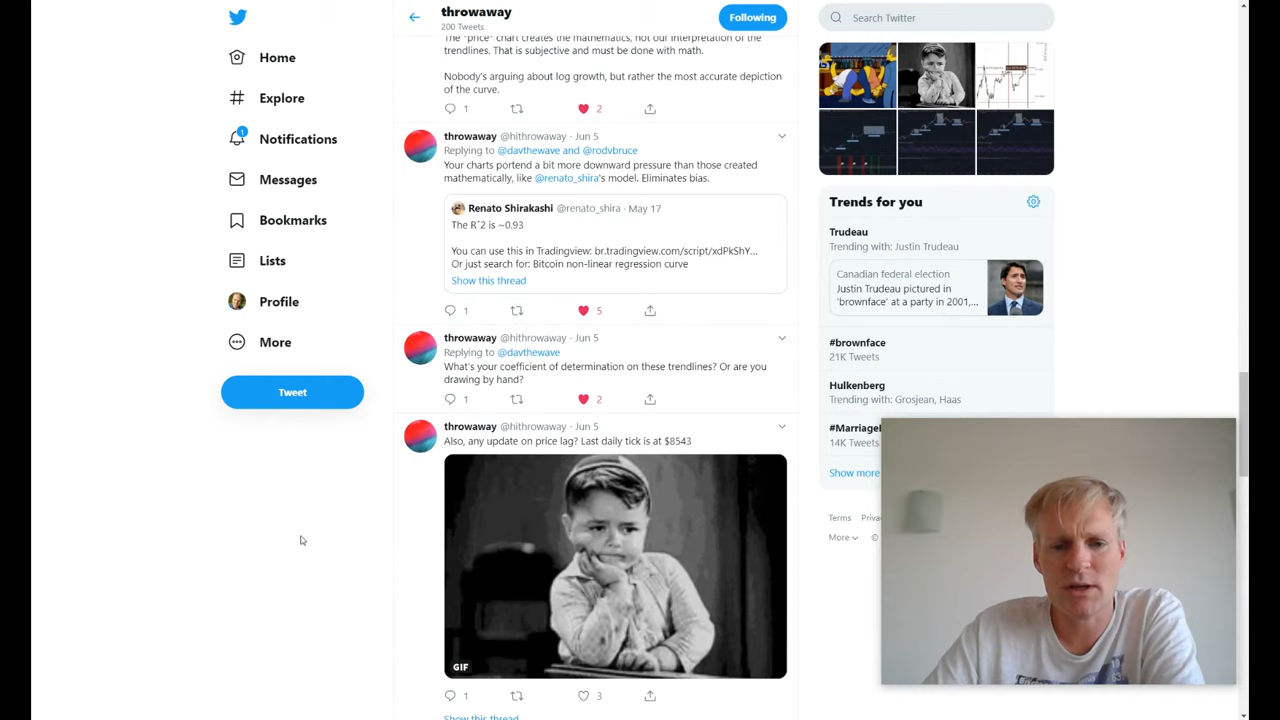 Home
Explore
1
Notifications
Messages
Bookmarks
Lists
Profile
More
Tweet
throwaway
200 Tweets
Following
The "price" chart creates the mathematics, not our interpretation of the
trendlines. That is subjective and must be done with math.
Nobody's arguing about log growth, but rather the most accurate depiction
of the curve.
1
2
throwaway @hithrowaway · Jun 5
Replying to @davthewave and @rodvbruce
Your charts portend a bit more downward pressure than those created
mathematically, like @renato_shira's model. Eliminates bias.
Renato Shirakashi @renato_shira · May 17
The R^2 is ~0.93
You can use this in Tradingview: br.tradingview.com/script/xdPkShY...
Or just search for: Bitcoin non-linear regression curve
Show this thread
1
5
throwaway @hithrowaway · Jun 5
Replying to @davthewave
What's your coefficient of determination on these trendlines? Or are you
drawing by hand?
1
2
throwaway @hithrowaway · Jun 5
Also, any update on price lag? Last daily tick is at $8543
GIF
1
3
Show this thread
Search Twitter
Trends for you
Trudeau
Trending with: Justin Trudeau
Canadian federal election
Justin Trudeau pictured in
'brownface' at a party in 2001,...
#brownface
21K Tweets
Hulkenberg
Trending with: Grosjean, Haas
14K Tweets
Show more
Terms
More
©